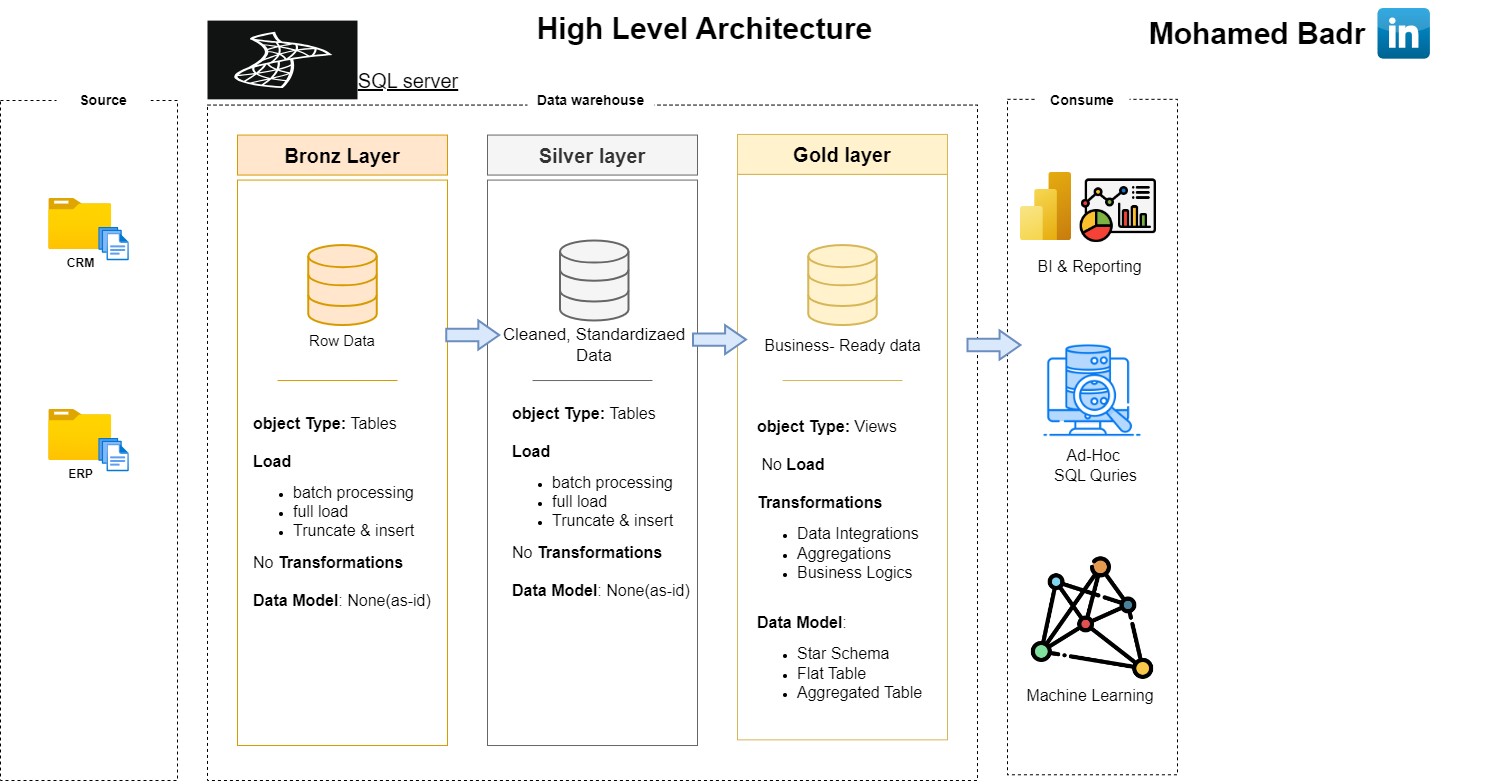 High Level Architecture
Mohamed Badr
in
SQL server
Source
CRM
ERP
Data warehouse
Bronz Layer
Row Data
object Type: Tables
Load
batch processing
full load
Truncate & insert
No Transformations
Data Model: None(as-id)
Silver layer
Cleaned, Standardizaed
Data
object Type: Tables
Load
batch processing
full load
Truncate & insert
No Transformations
Data Model: None(as-id)
Gold layer
Business- Ready data
object Type: Views
No Load
Transformations
Data Integrations
Aggregations
Business Logics
Data Model:
Star Schema
Flat Table
Aggregated Table
Consume
BI & Reporting
Ad-Hoc
SQL Quries
Machine Learning